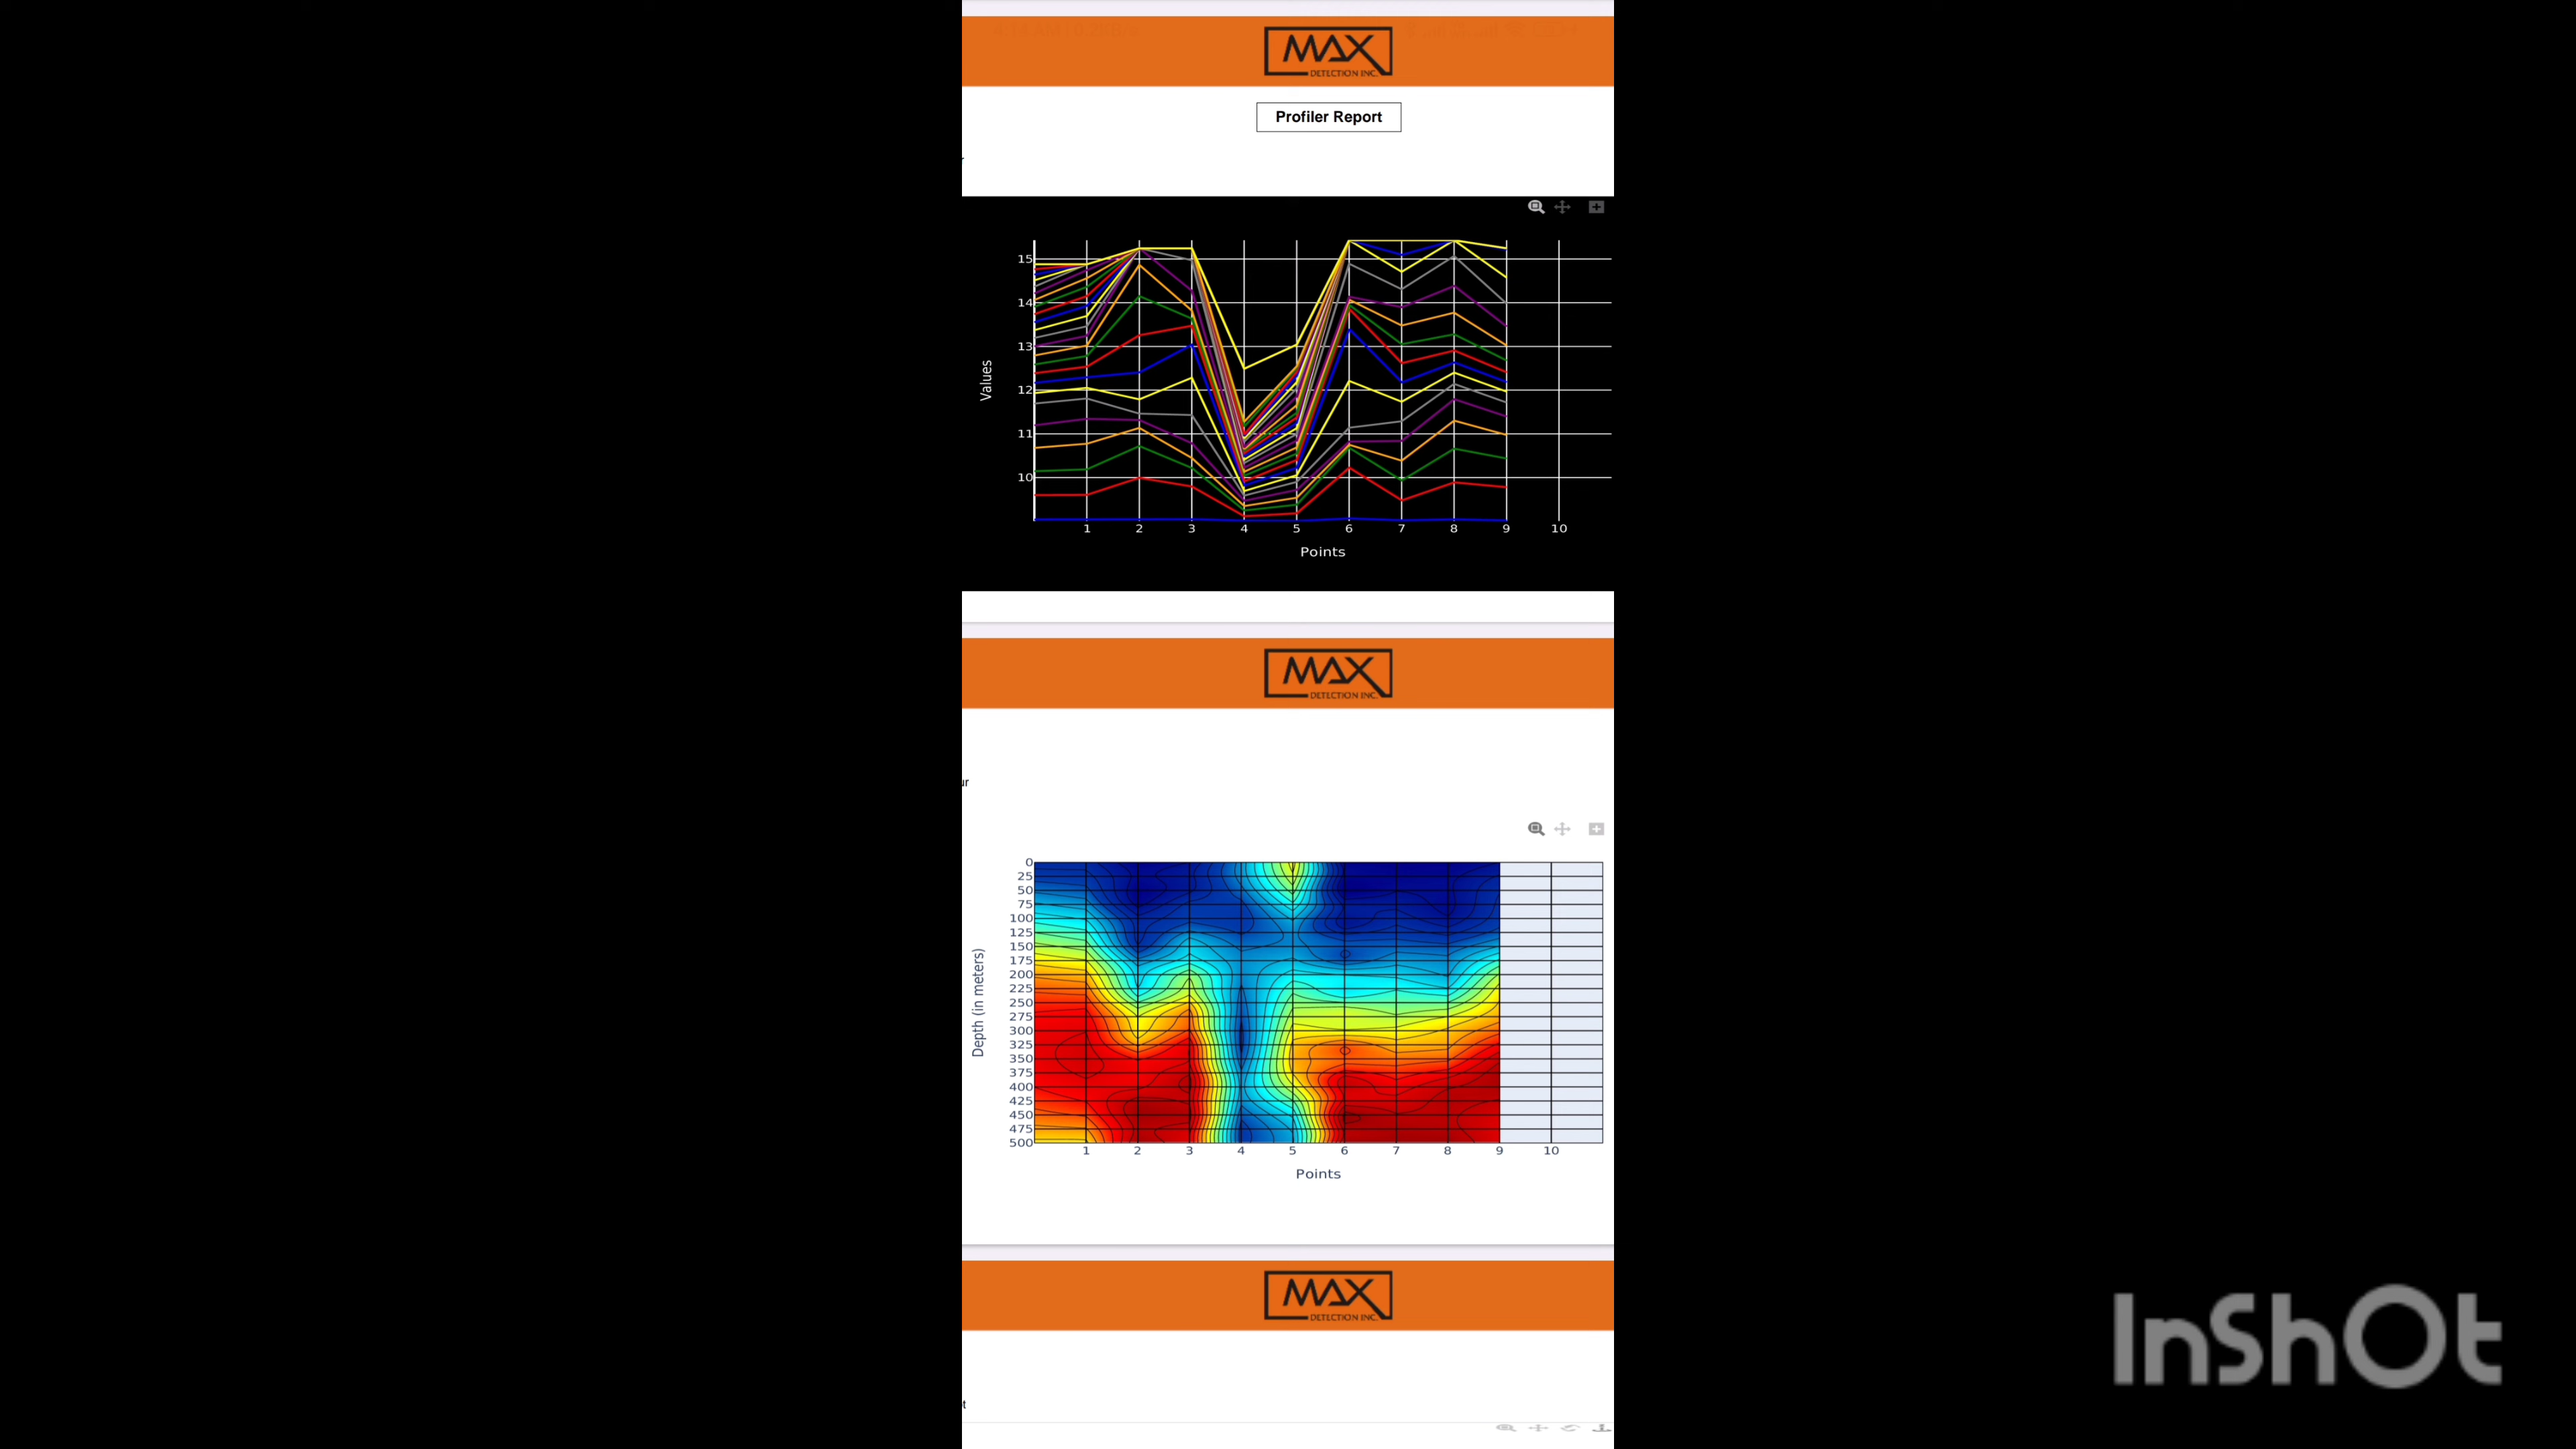 MAX
DETECTION INC.
Profiler Report
15
14
13
12
11
10
Values
1 2 3 4 5 6 7 8 9 10
Points
MAX
DETECTION INC.
ur
0
25
50
75
100
125
150
175
200
225
250
275
300
325
350
375
400
425
450
475
500
Depth (in meters)
1 2 3 4 5 6 7 8 9 10
Points
MAX
DETECTION INC.
t
InShOt